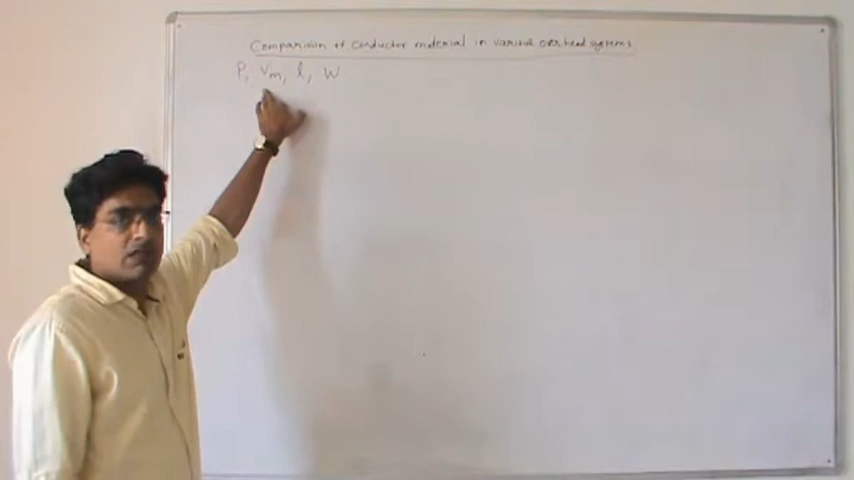 Comparision of Conductor material in various overhead systems
P, Vm, l, W